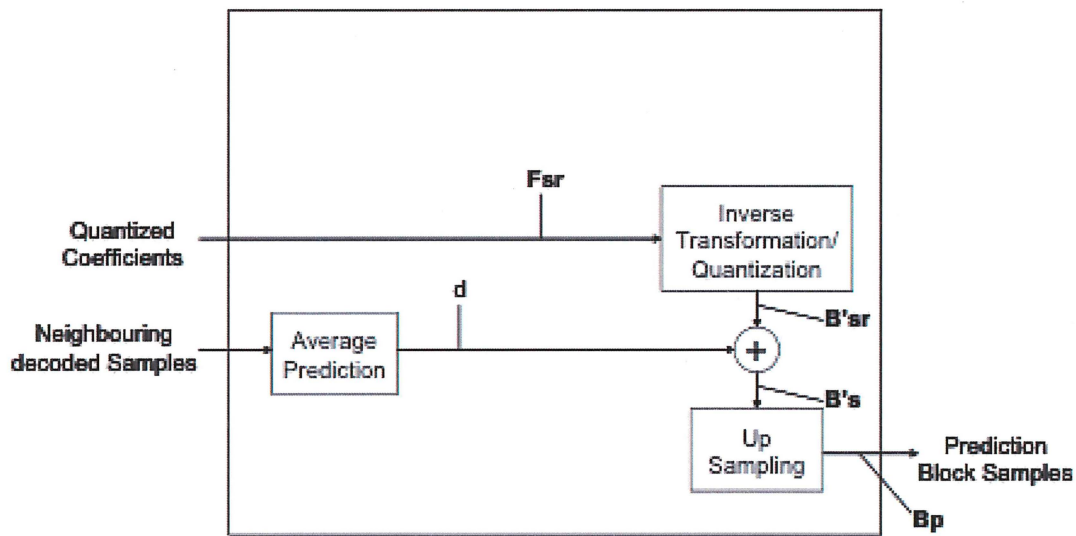 Fsr
Quantized
Coefficients
Inverse
Transformation/
Quantization
d
B'sr
Neighbouring
decoded Samples
Average
Prediction
+
B's
Up
Sampling
Prediction
Block Samples
Bp